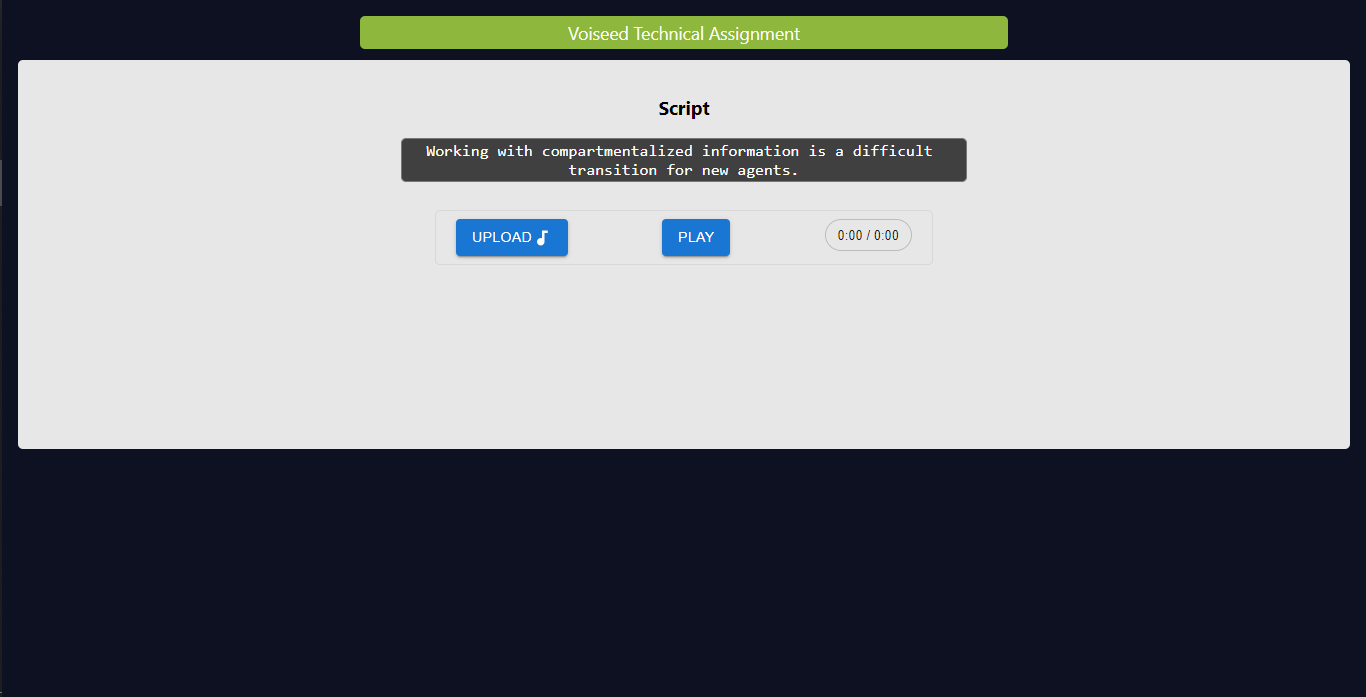 Voiseed Technical Assignment
Script
Working with compartmentalized information is a difficult
transition for new agents.
UPLOAD
PLAY
0:00 / 0:00